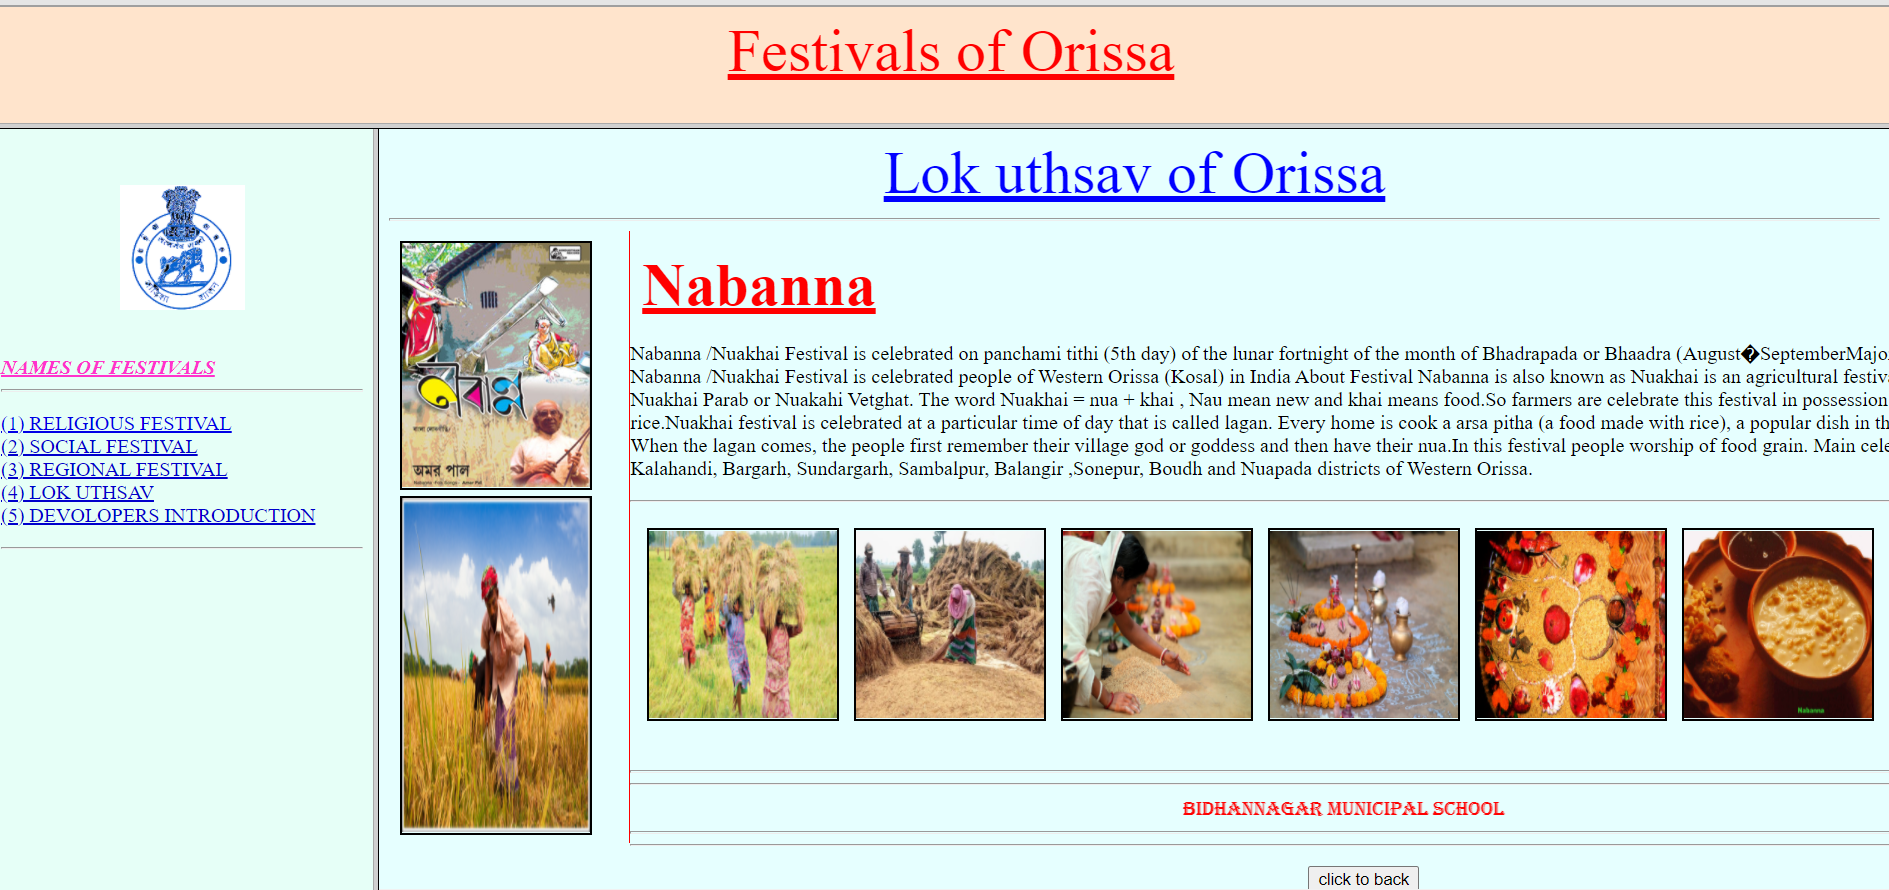 Festivals of Orissa
NAMES OF FESTIVALS
(1) RELIGIOUS FESTIVAL
(2) SOCIAL FESTIVAL
(3) REGIONAL FESTIVAL
(4) LOK UTHSAV
(5) DEVOLOPERS INTRODUCTION
Lok uthsav of Orissa
নবান্ন
অমর পাল
Nabanna
Nabanna /Nuakhai Festival is celebrated on panchami tithi (5th day) of the lunar fortnight of the month of Bhadrapada or Bhaadra (August�SeptemberMajo
Nabanna /Nuakhai Festival is celebrated people of Western Orissa (Kosal) in India About Festival Nabanna is also known as Nuakhai is an agricultural festiv
Nuakhai Parab or Nuakahi Vetghat. The word Nuakhai = nua + khai , Nau mean new and khai means food.So farmers are celebrate this festival in possession
rice.Nuakhai festival is celebrated at a particular time of day that is called lagan. Every home is cook a arsa pitha (a food made with rice), a popular dish in th
When the lagan comes, the people first remember their village god or goddess and then have their nua.In this festival people worship of food grain. Main cele
Kalahandi, Bargarh, Sundargarh, Sambalpur, Balangir ,Sonepur, Boudh and Nuapada districts of Western Orissa.
Nabanna
BIDHANNAGAR MUNICIPAL SCHOOL
click to back